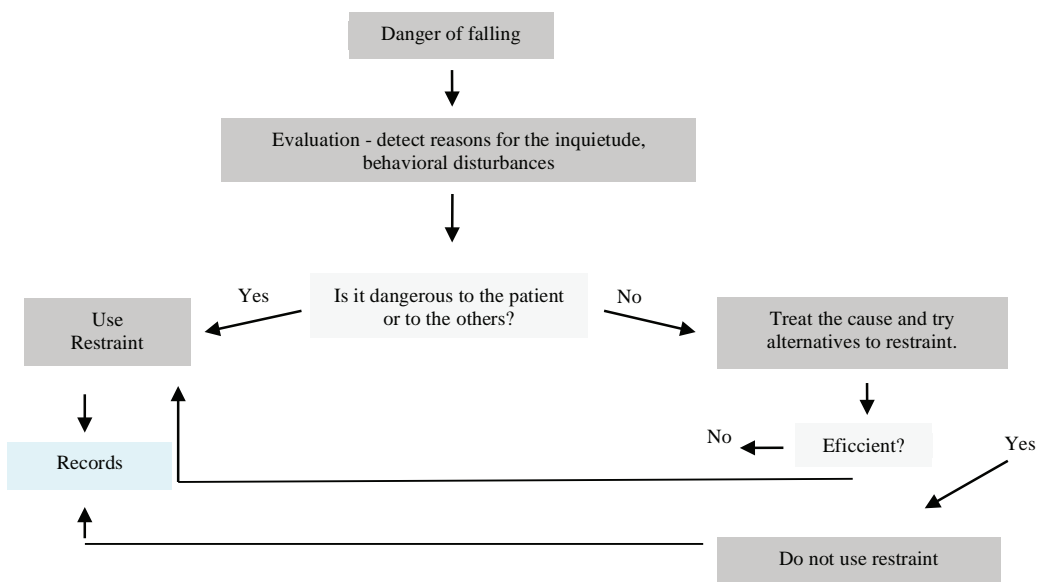 Danger of falling
Evaluation - detect reasons for the inquietude,
behavioral disturbances
Yes
Is it dangerous to the patient
or to the others?
No
Use
Restraint
Treat the cause and try
alternatives to restraint.
No
Eficcient?
Yes
Records
Do not use restraint